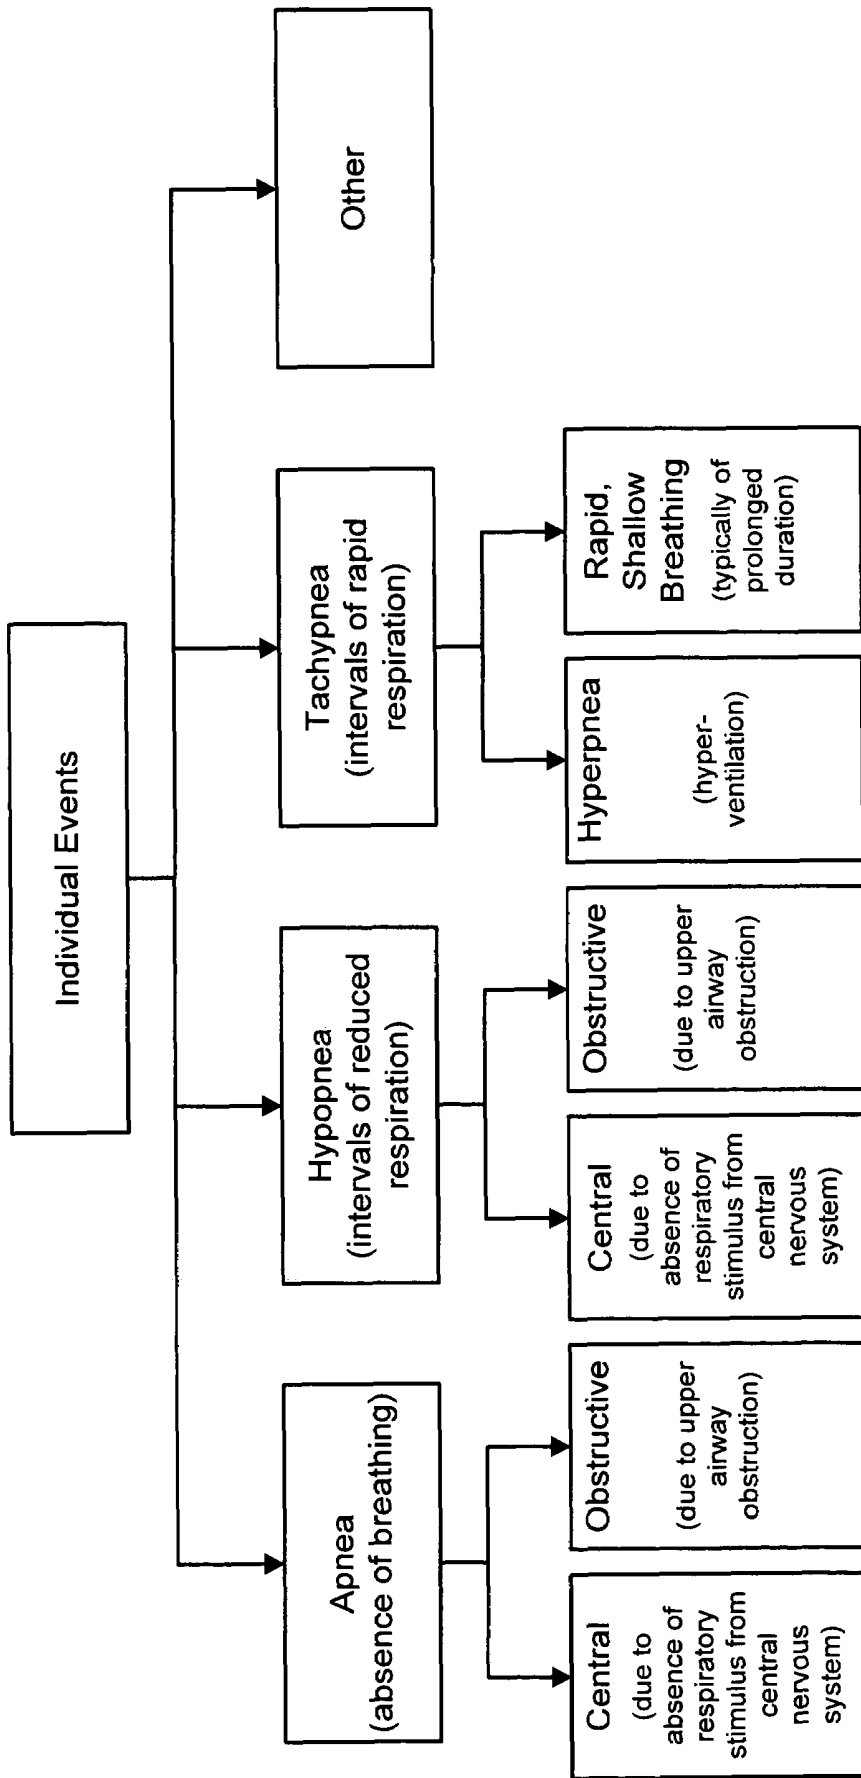 Individual Events
Apnea
(absence of breathing)
Hypopnea
(intervals of reduced
respiration)
Tachypnea
(intervals of rapid
respiration)
Other
Central
(due to
absence of
respiratory
stimulus from
central
nervous
system)
Obstructive
(due to upper
airway
obstruction)
Central
(due to
absence of
respiratory
stimulus from
central
nervous
system)
Obstructive
(due to upper
airway
obstruction)
Hyperpnea
(hyper-
ventilation)
Rapid,
Shallow
Breathing
(typically of
prolonged
duration)